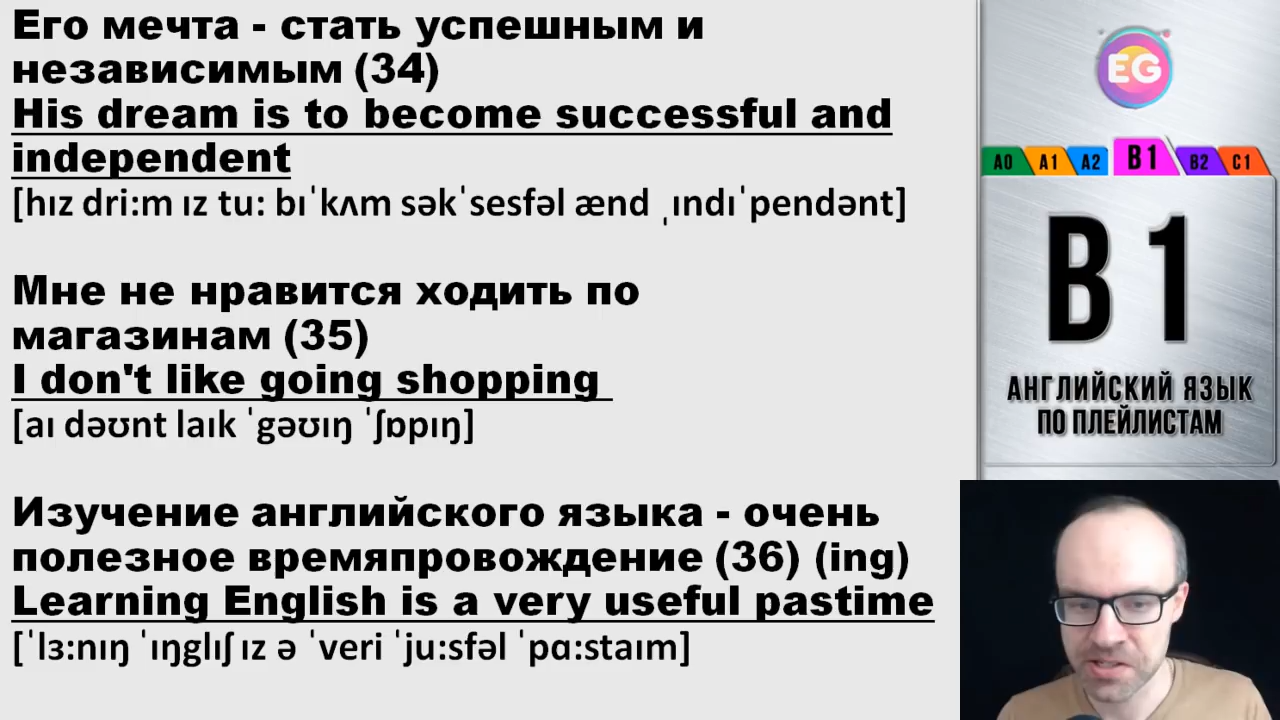 Его мечта - стать успешным и
независимым (34)
His dream is to become successful and
independent
[hɪz dri:m ɪz tu: bɪˈkʌm səkˈsesfəl ænd ˌɪndɪˈpendənt]
Мне не нравится ходить по
магазинам (35)
I don't like going shopping
[aɪ dəʊnt laɪk ˈgəʊɪŋ ˈʃɒpɪŋ]
Изучение английского языка - очень
полезное времяпровождение (36) (ing)
Learning English is a very useful pastime
[ˈlɜ:nɪŋ ˈɪŋglɪʃ ɪz ə ˈveri ˈju:sfəl ˈpɑ:staɪm]
EG
A0 A1 A2 B1 B2 C1
B1
АНГЛИЙСКИЙ ЯЗЫК
ПО ПЛЕЙЛИСТАМ